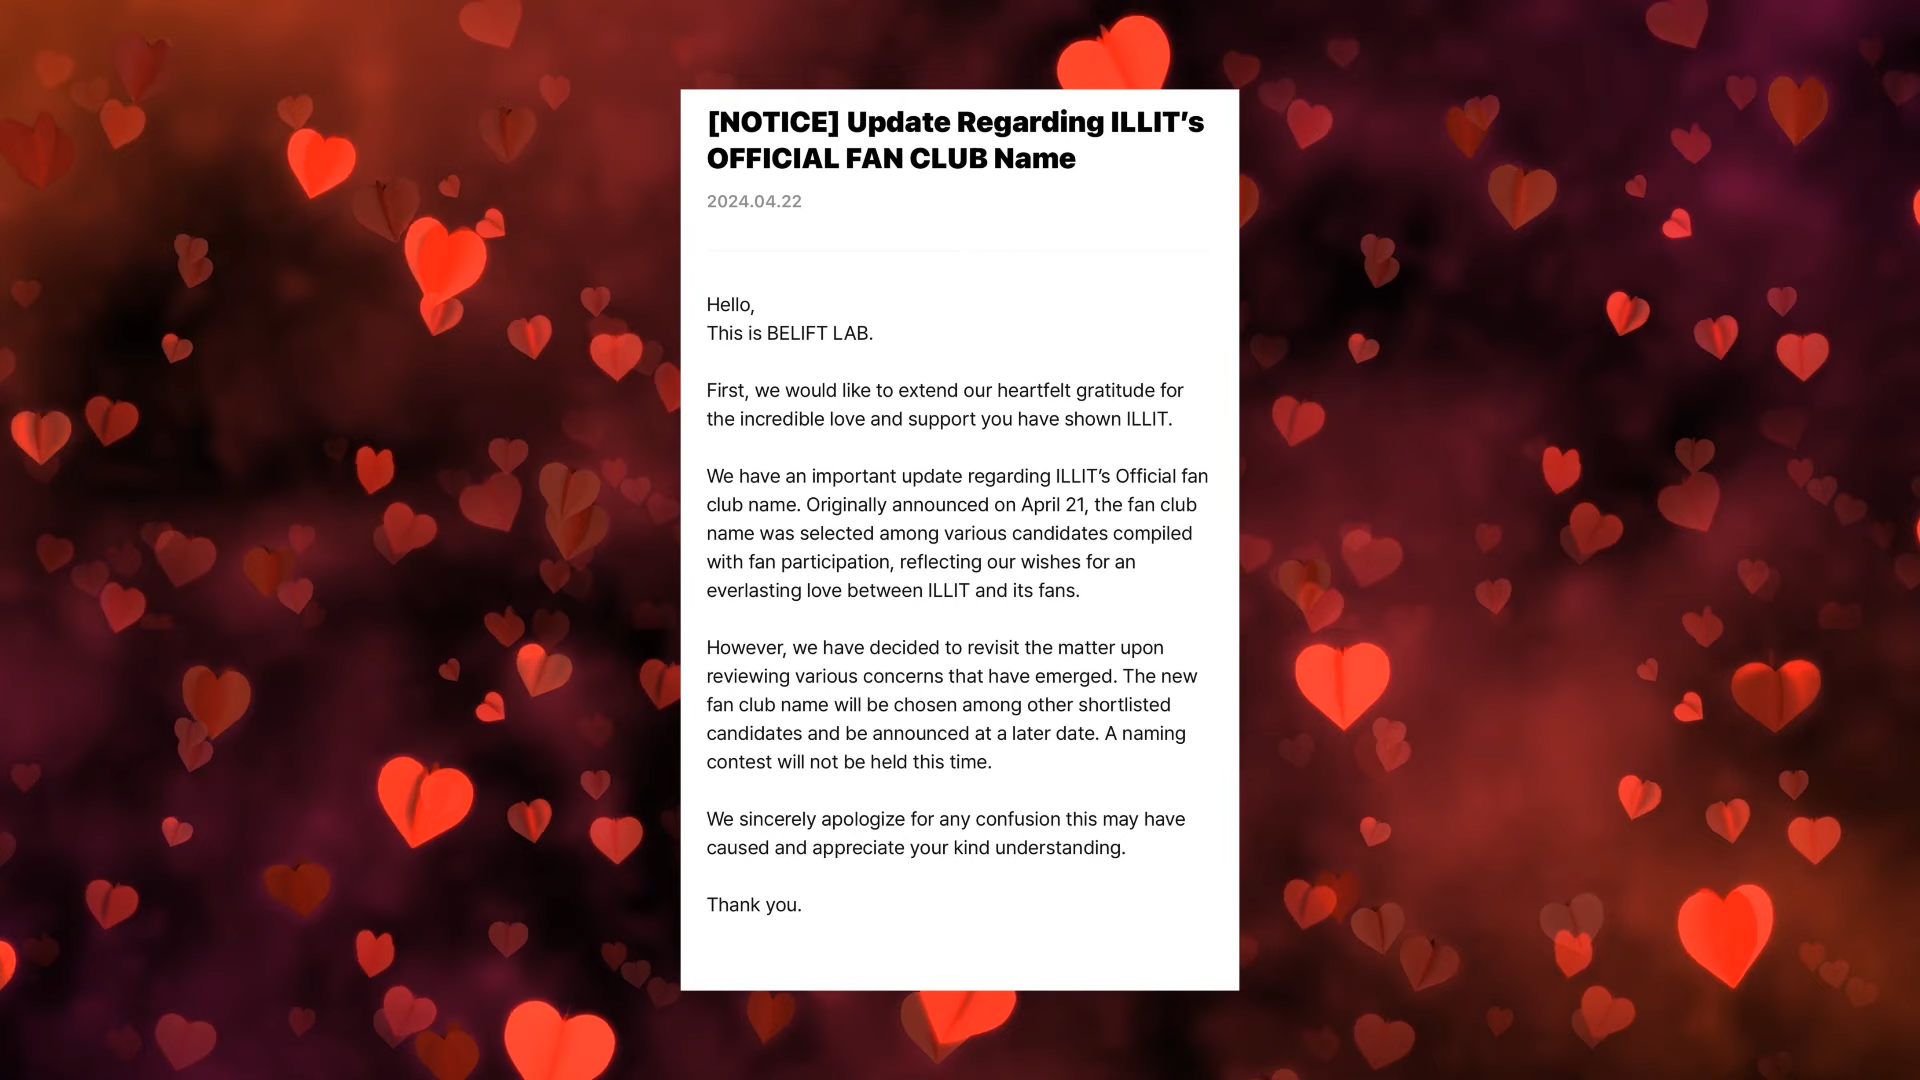 [NOTICE] Update Regarding ILLIT’s
OFFICIAL FAN CLUB Name
2024.04.22
Hello,
This is BELIFT LAB.
First, we would like to extend our heartfelt gratitude for
the incredible love and support you have shown ILLIT.
We have an important update regarding ILLIT’s Official fan
club name. Originally announced on April 21, the fan club
name was selected among various candidates compiled
with fan participation, reflecting our wishes for an
everlasting love between ILLIT and its fans.
However, we have decided to revisit the matter upon
reviewing various concerns that have emerged. The new
fan club name will be chosen among other shortlisted
candidates and be announced at a later date. A naming
contest will not be held this time.
We sincerely apologize for any confusion this may have
caused and appreciate your kind understanding.
Thank you.